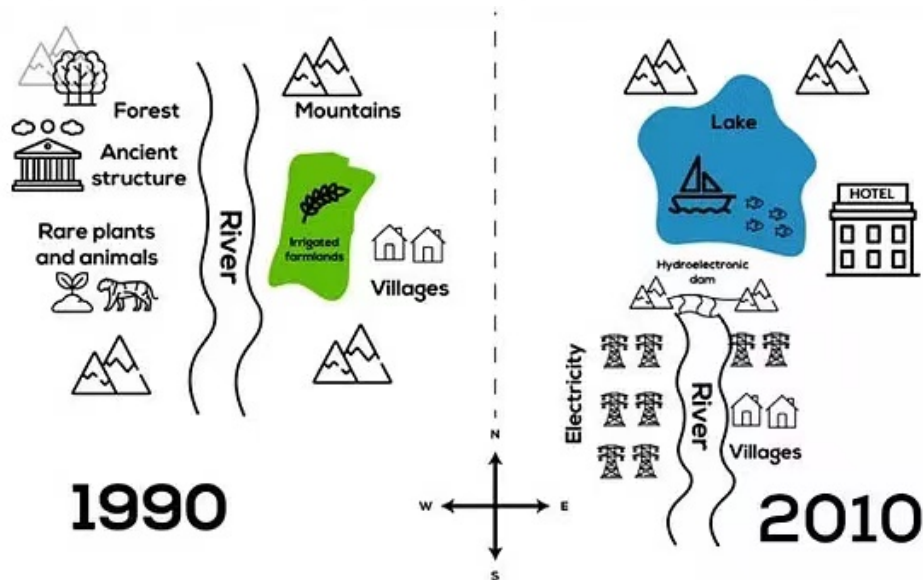 Forest
Mountains
Ancient
structure
River
Rare plants
and animals
Irrigated
farmlands
Villages
1990
Lake
HOTEL
Hydroelectronic
dam
Electricity
River
Villages
2010
N
W
E
S